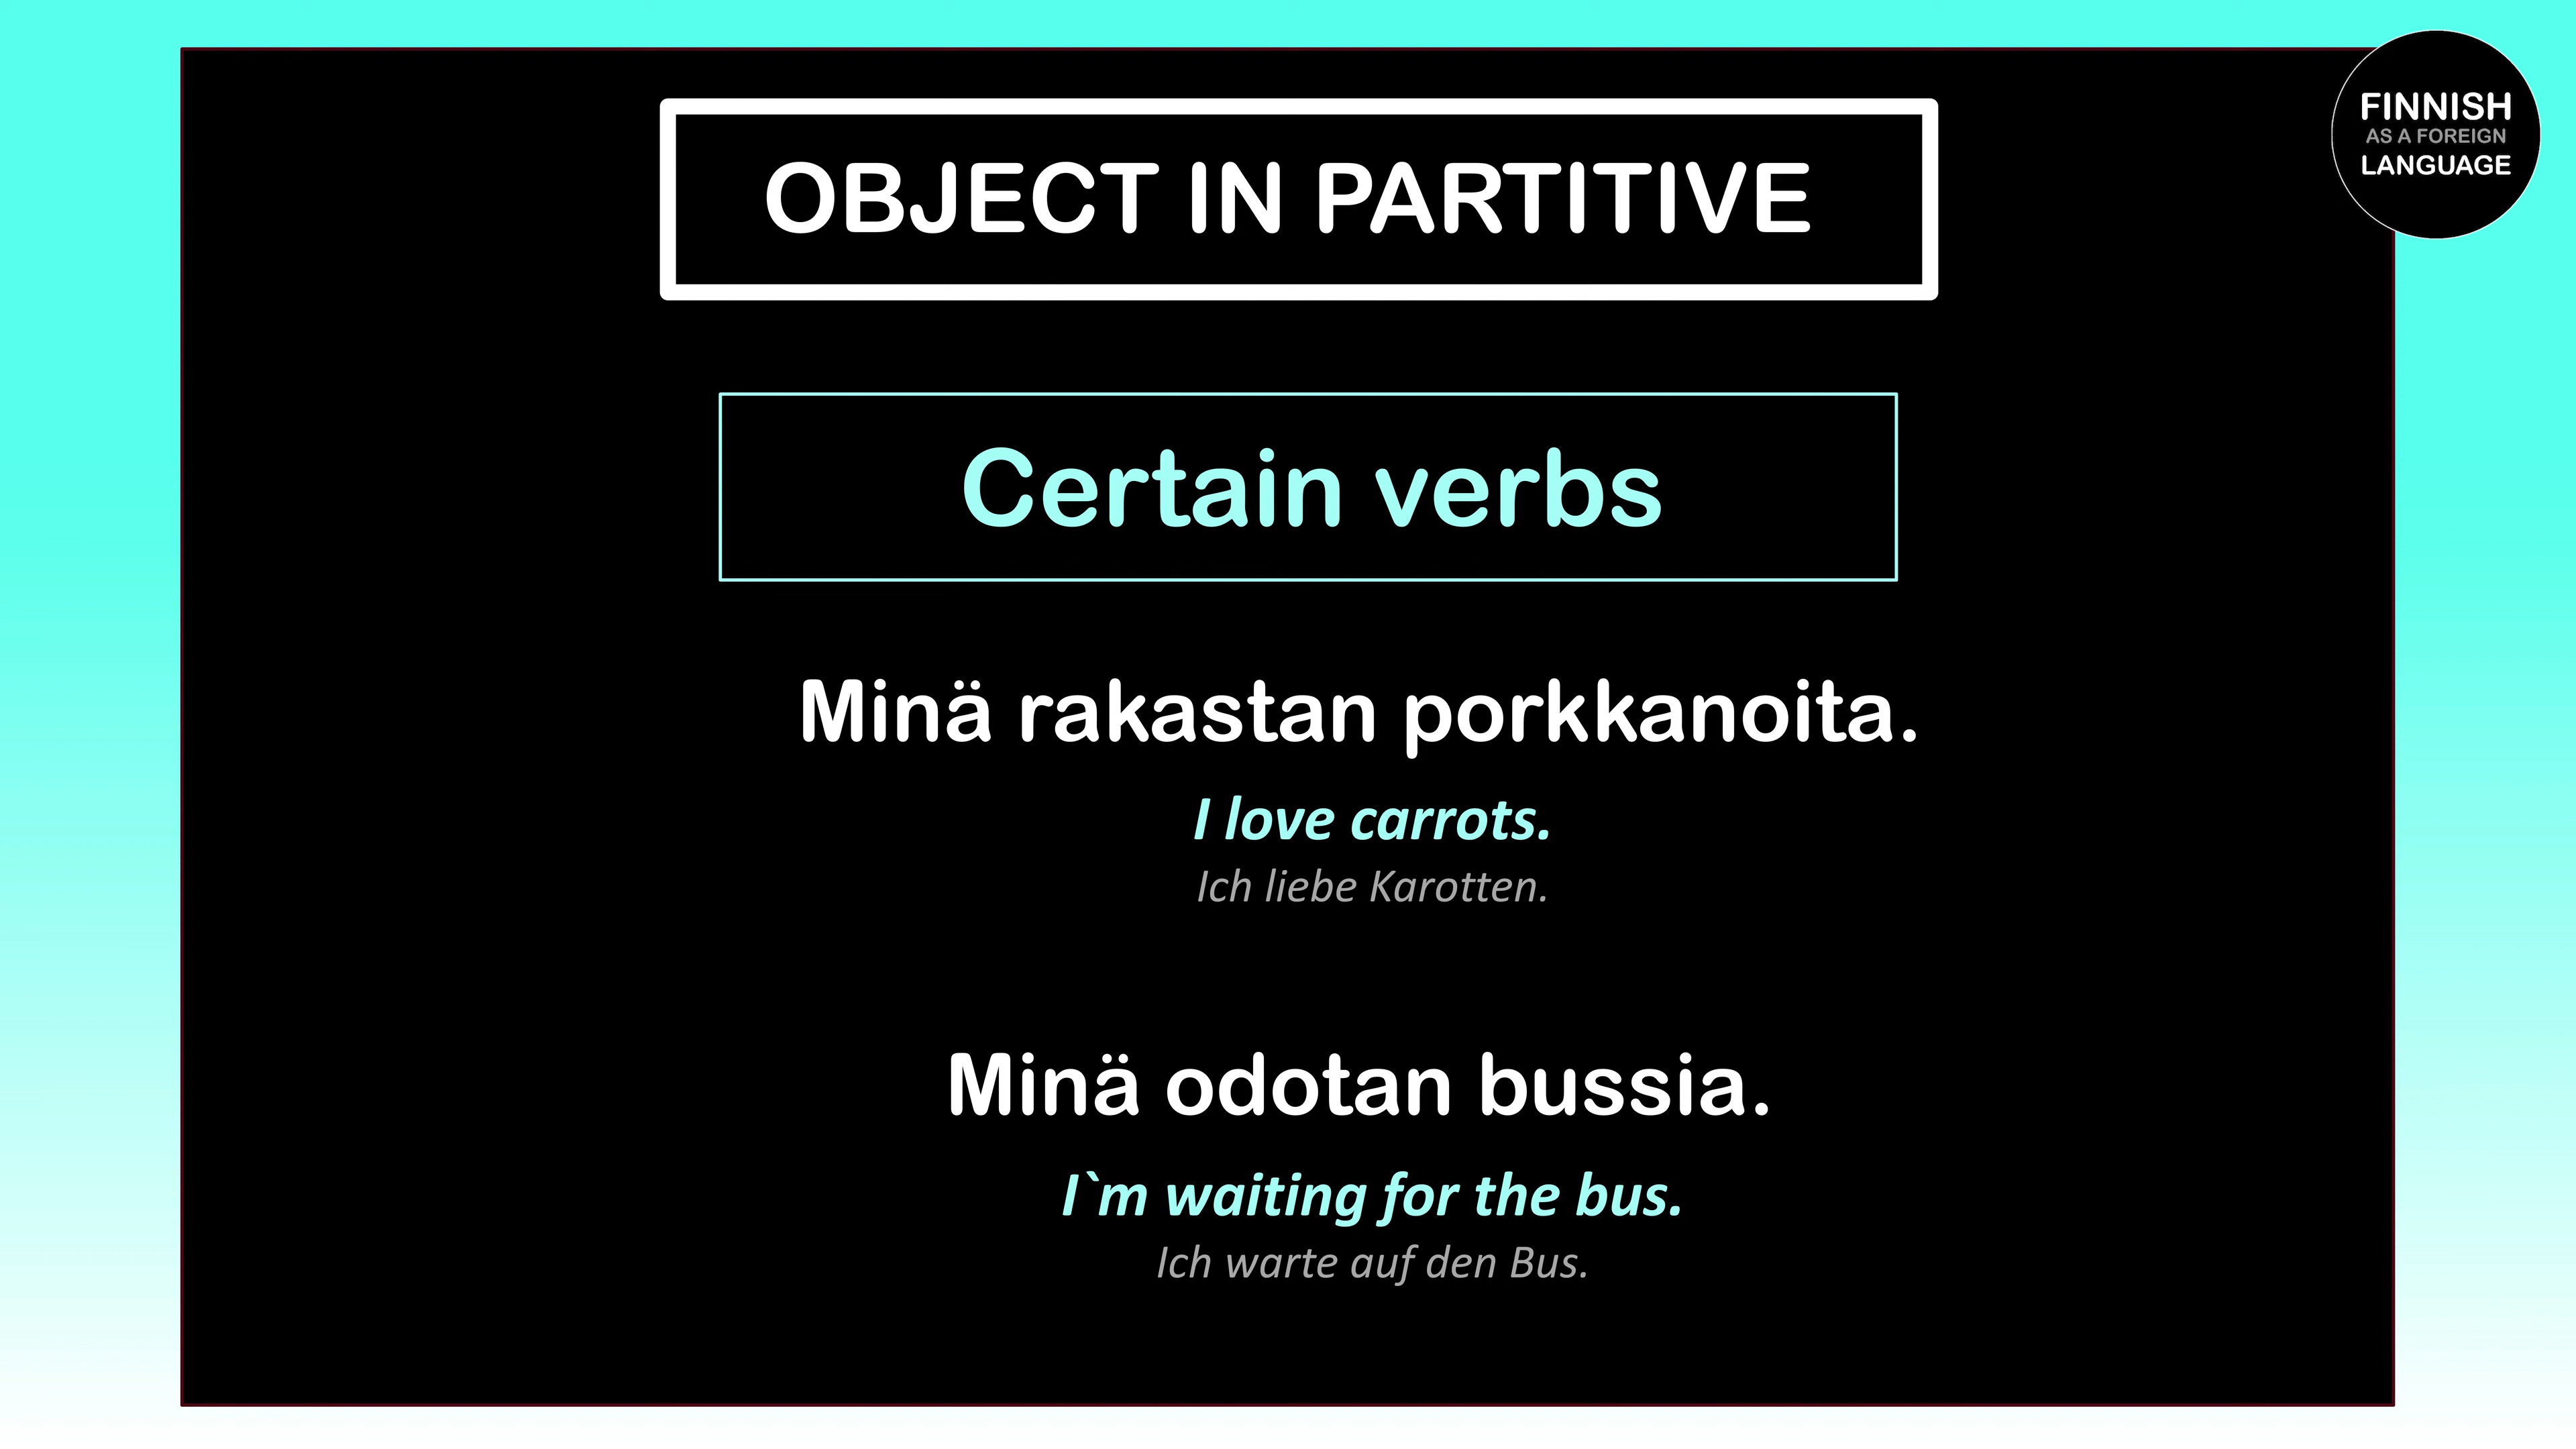 FINNISH
AS A FOREIGN
LANGUAGE
OBJECT IN PARTITIVE
Certain verbs
Minä rakastan porkkanoita.
I love carrots.
Ich liebe Karotten.
Minä odotan bussia.
I`m waiting for the bus.
Ich warte auf den Bus.